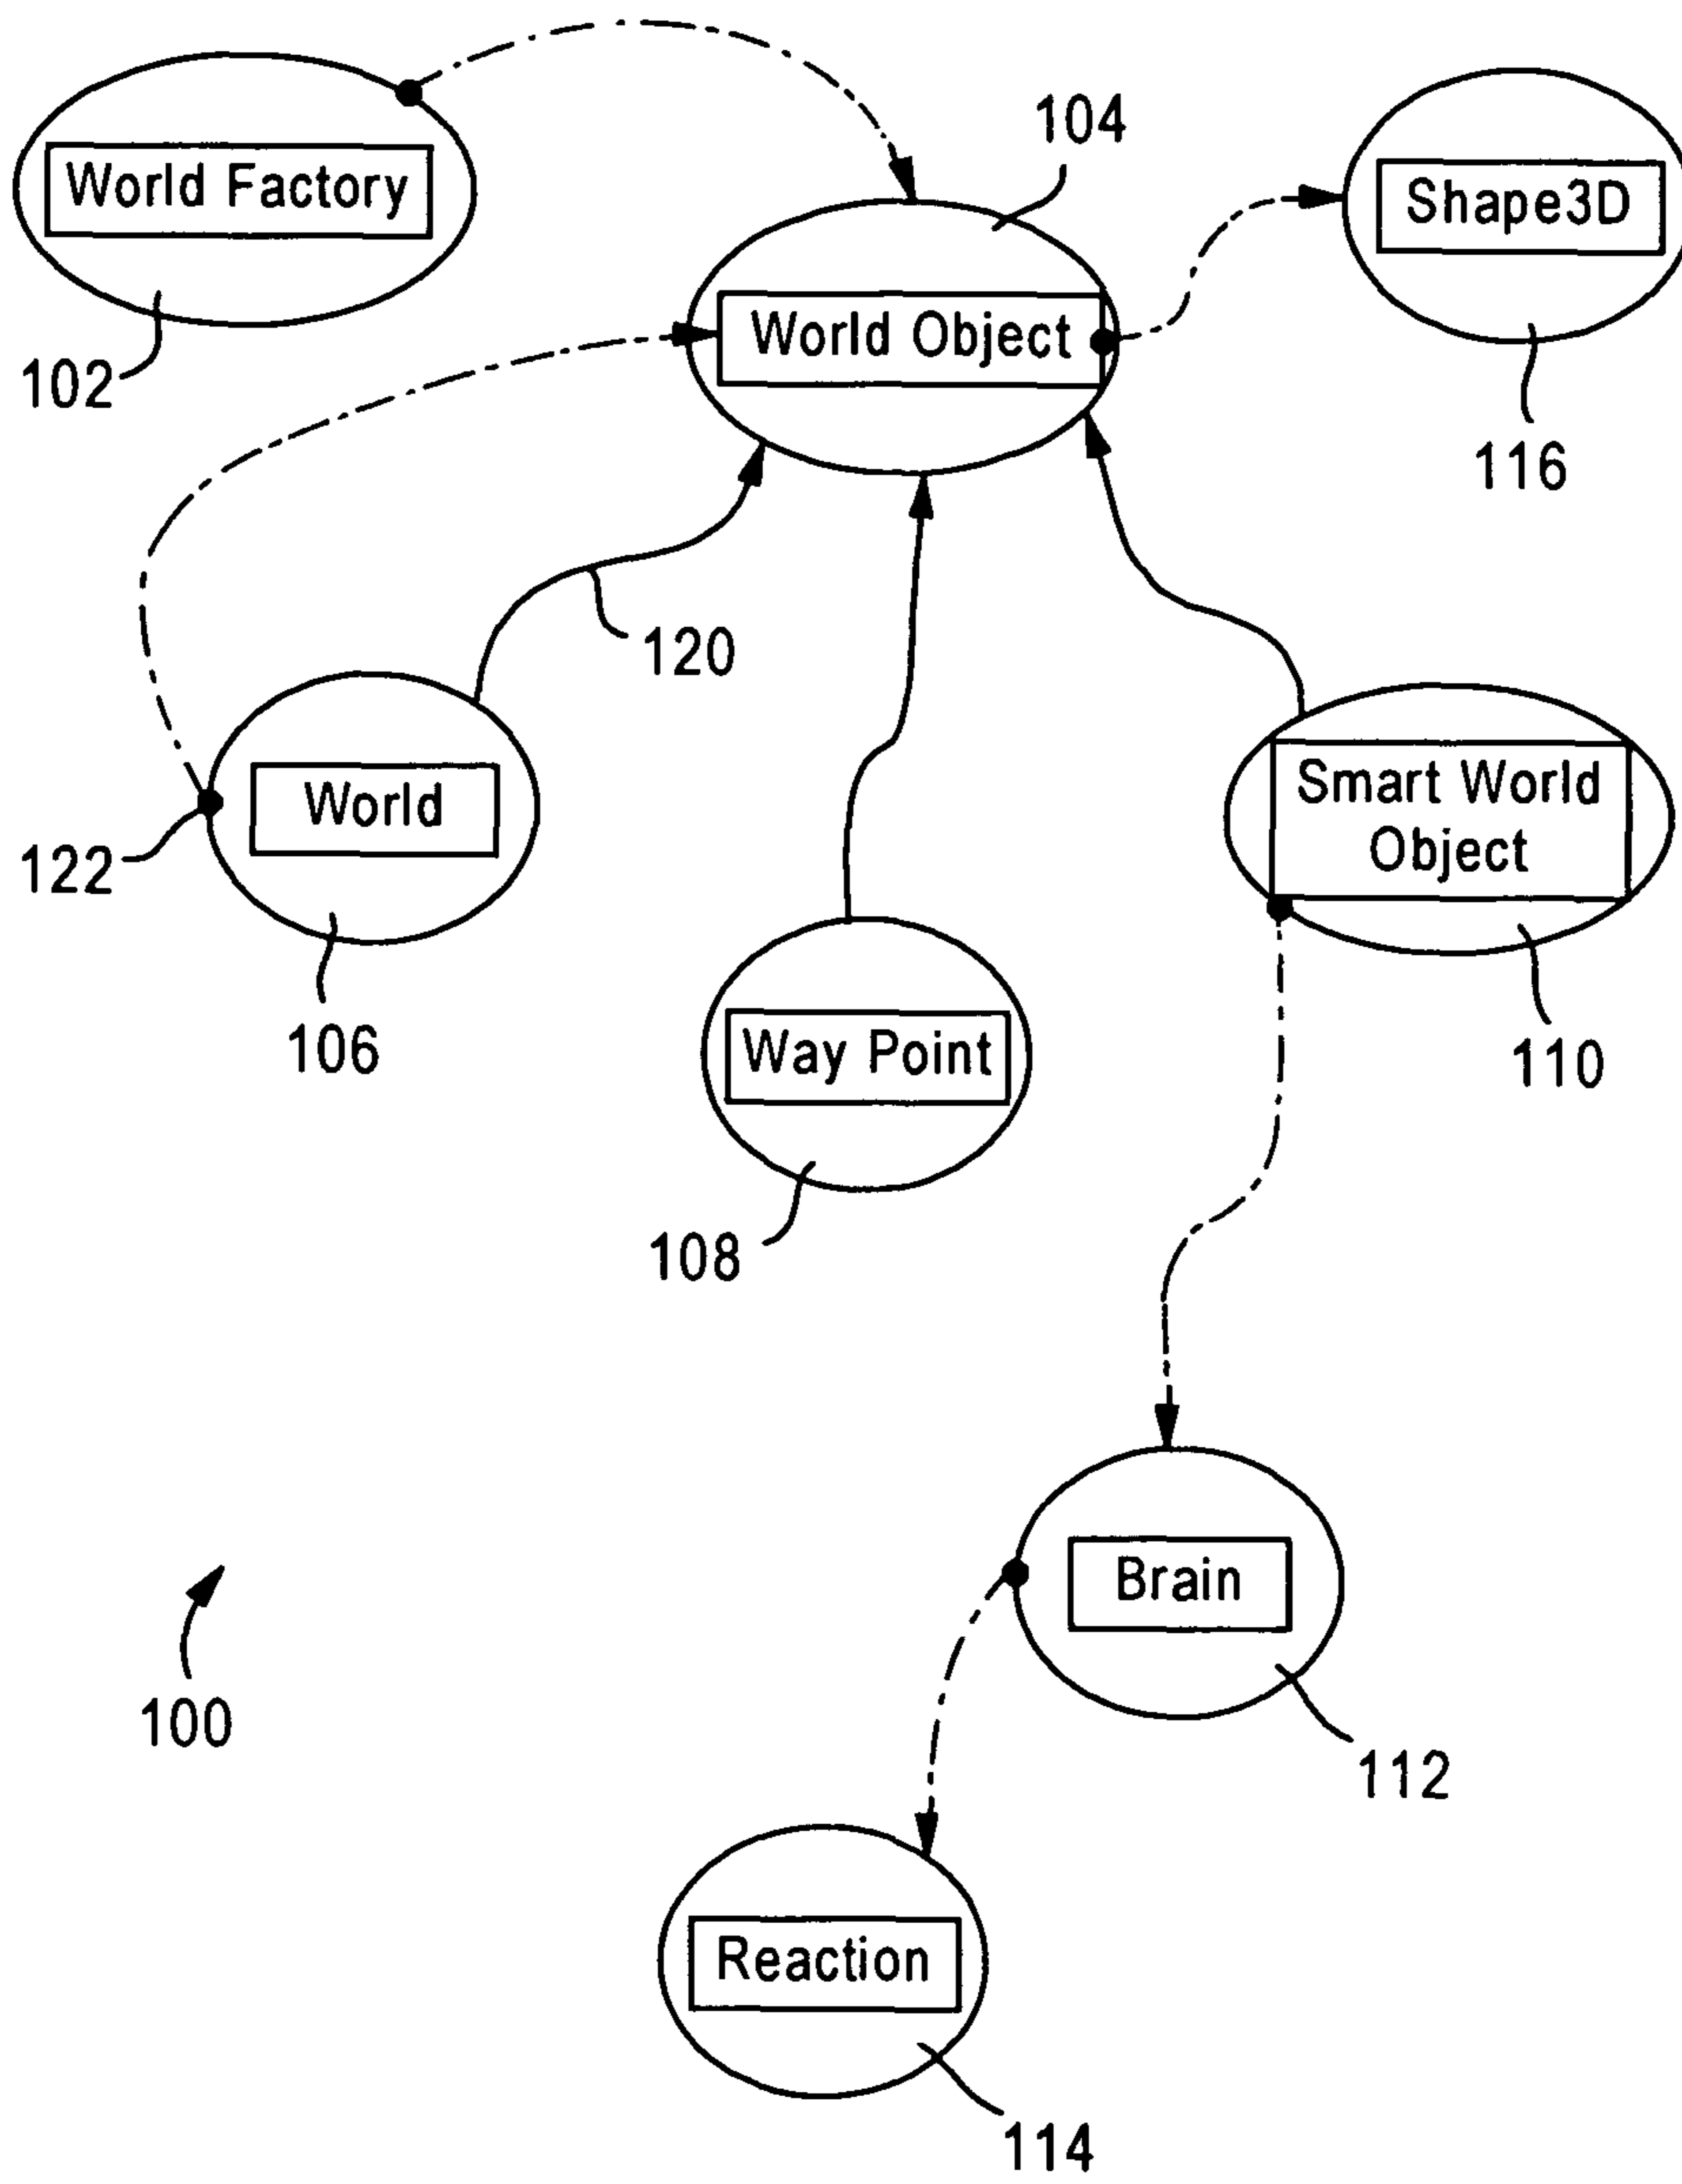 104
World Factory
Shape3D
World Object
102
116
120
World
Smart World
Object
122
106
Way Point
110
108
Brain
100
112
Reaction
114